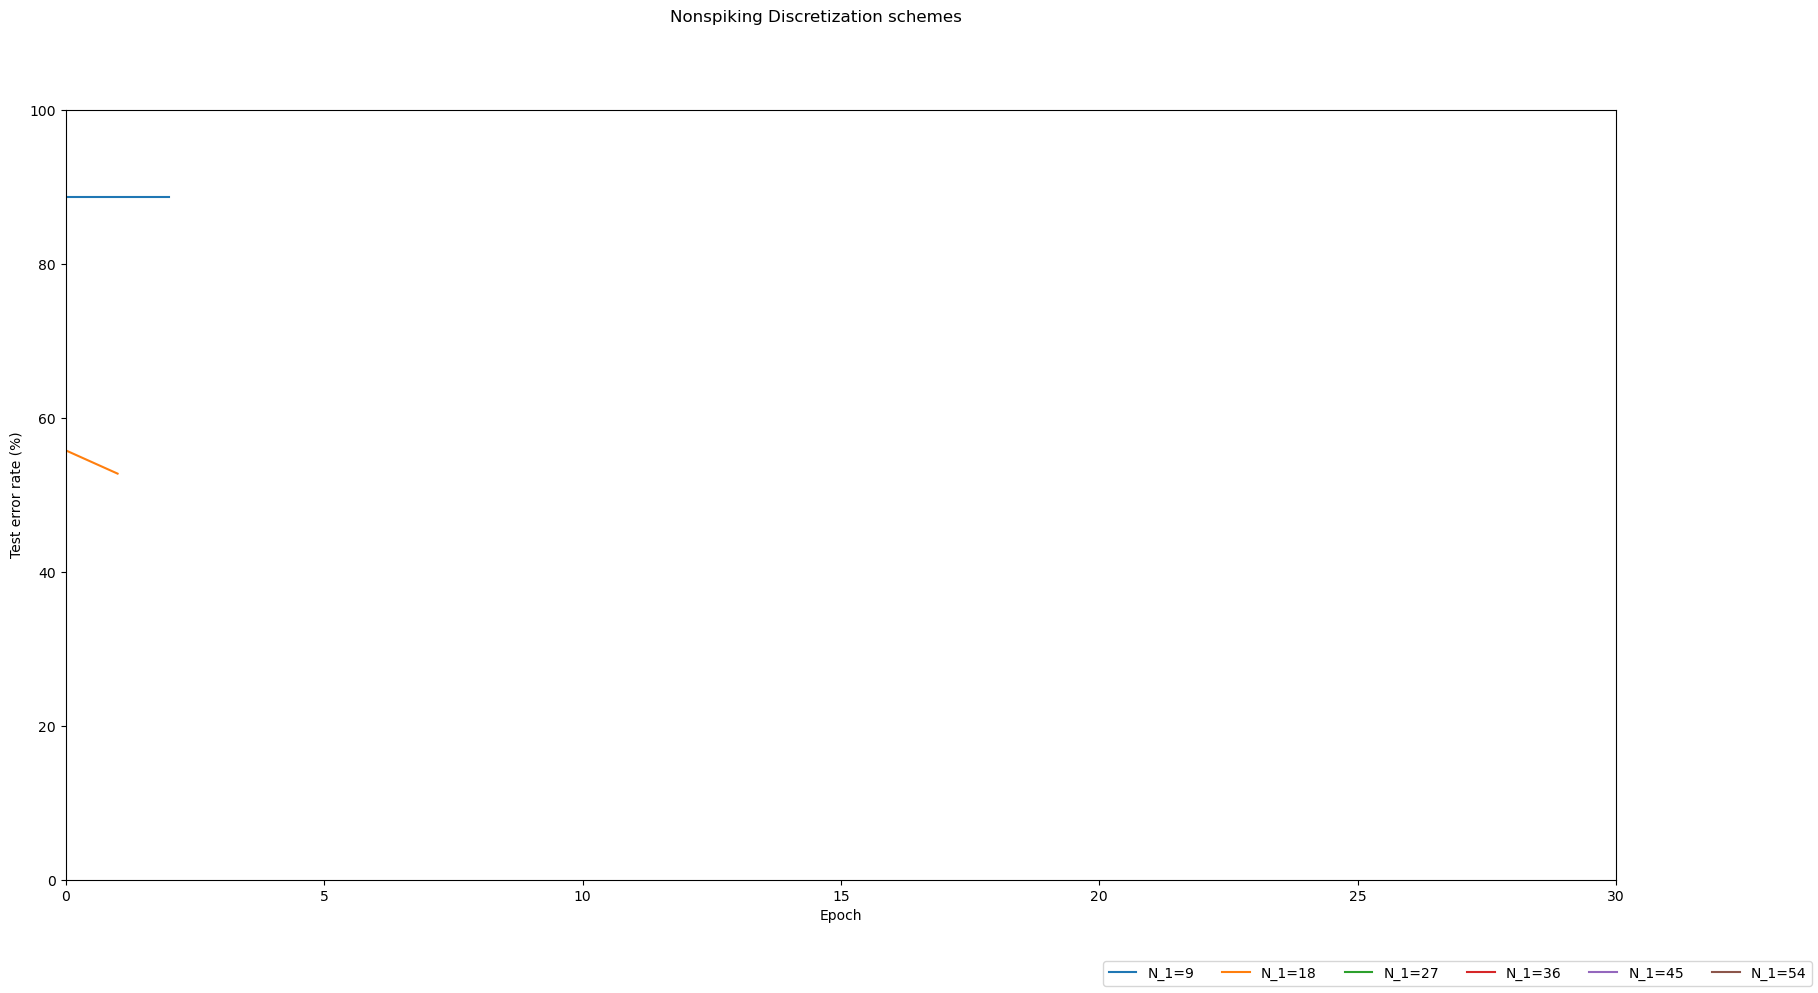 Nonspiking Discretization schemes
100
80
60
40
20
0
Test error rate (%)
0 5 10 15 20 25 30
Epoch
N_1=9 N_1=18 N_1=27 N_1=36 N_1=45 N_1=54